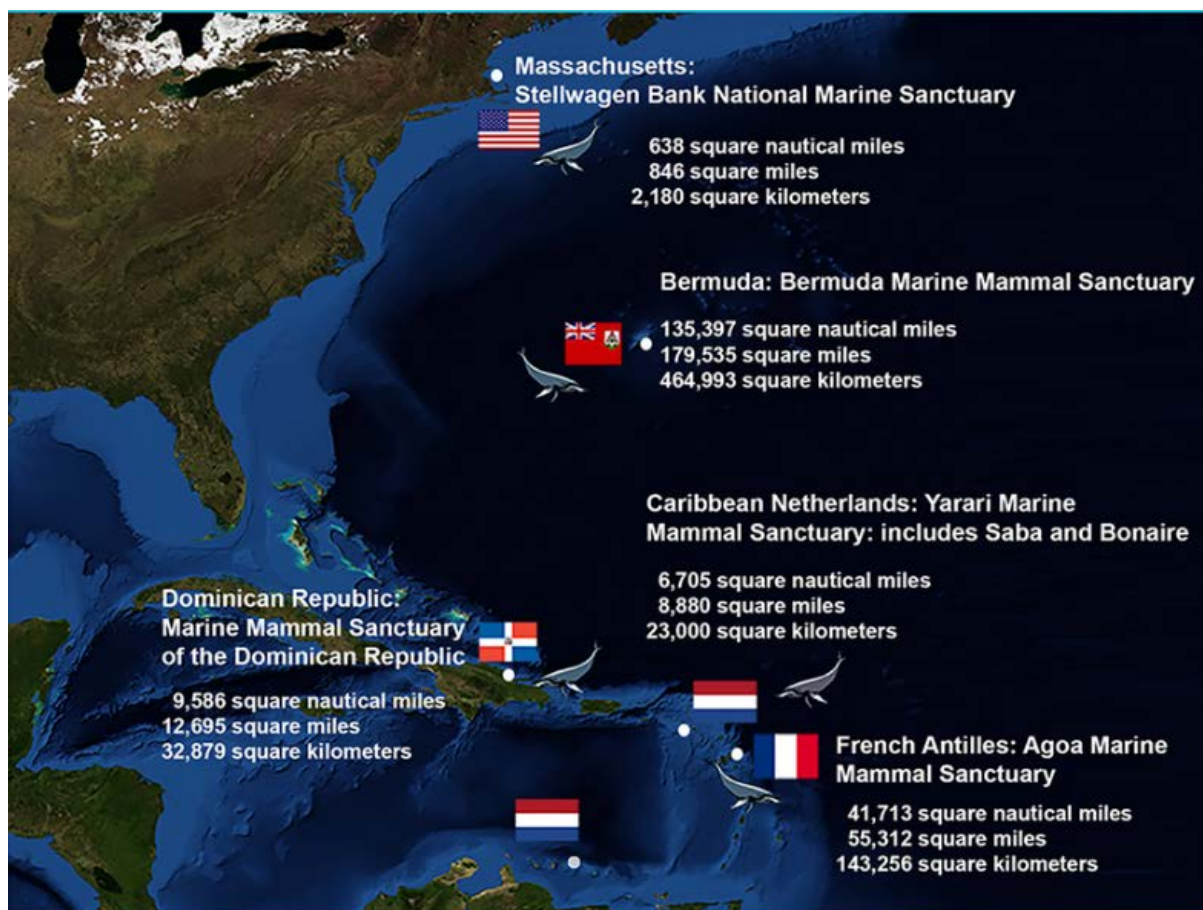 Massachusetts:
Stellwagen Bank National Marine Sanctuary
638 square nautical miles
846 square miles
2,180 square kilometers
Bermuda: Bermuda Marine Mammal Sanctuary
135,397 square nautical miles
179,535 square miles
464,993 square kilometers
Caribbean Netherlands: Yarari Marine
Mammal Sanctuary: includes Saba and Bonaire
6,705 square nautical miles
8,880 square miles
23,000 square kilometers
Dominican Republic:
Marine Mammal Sanctuary
of the Dominican Republic
9,586 square nautical miles
12,695 square miles
32,879 square kilometers
French Antilles: Agoa Marine
Mammal Sanctuary
41,713 square nautical miles
55,312 square miles
143,256 square kilometers